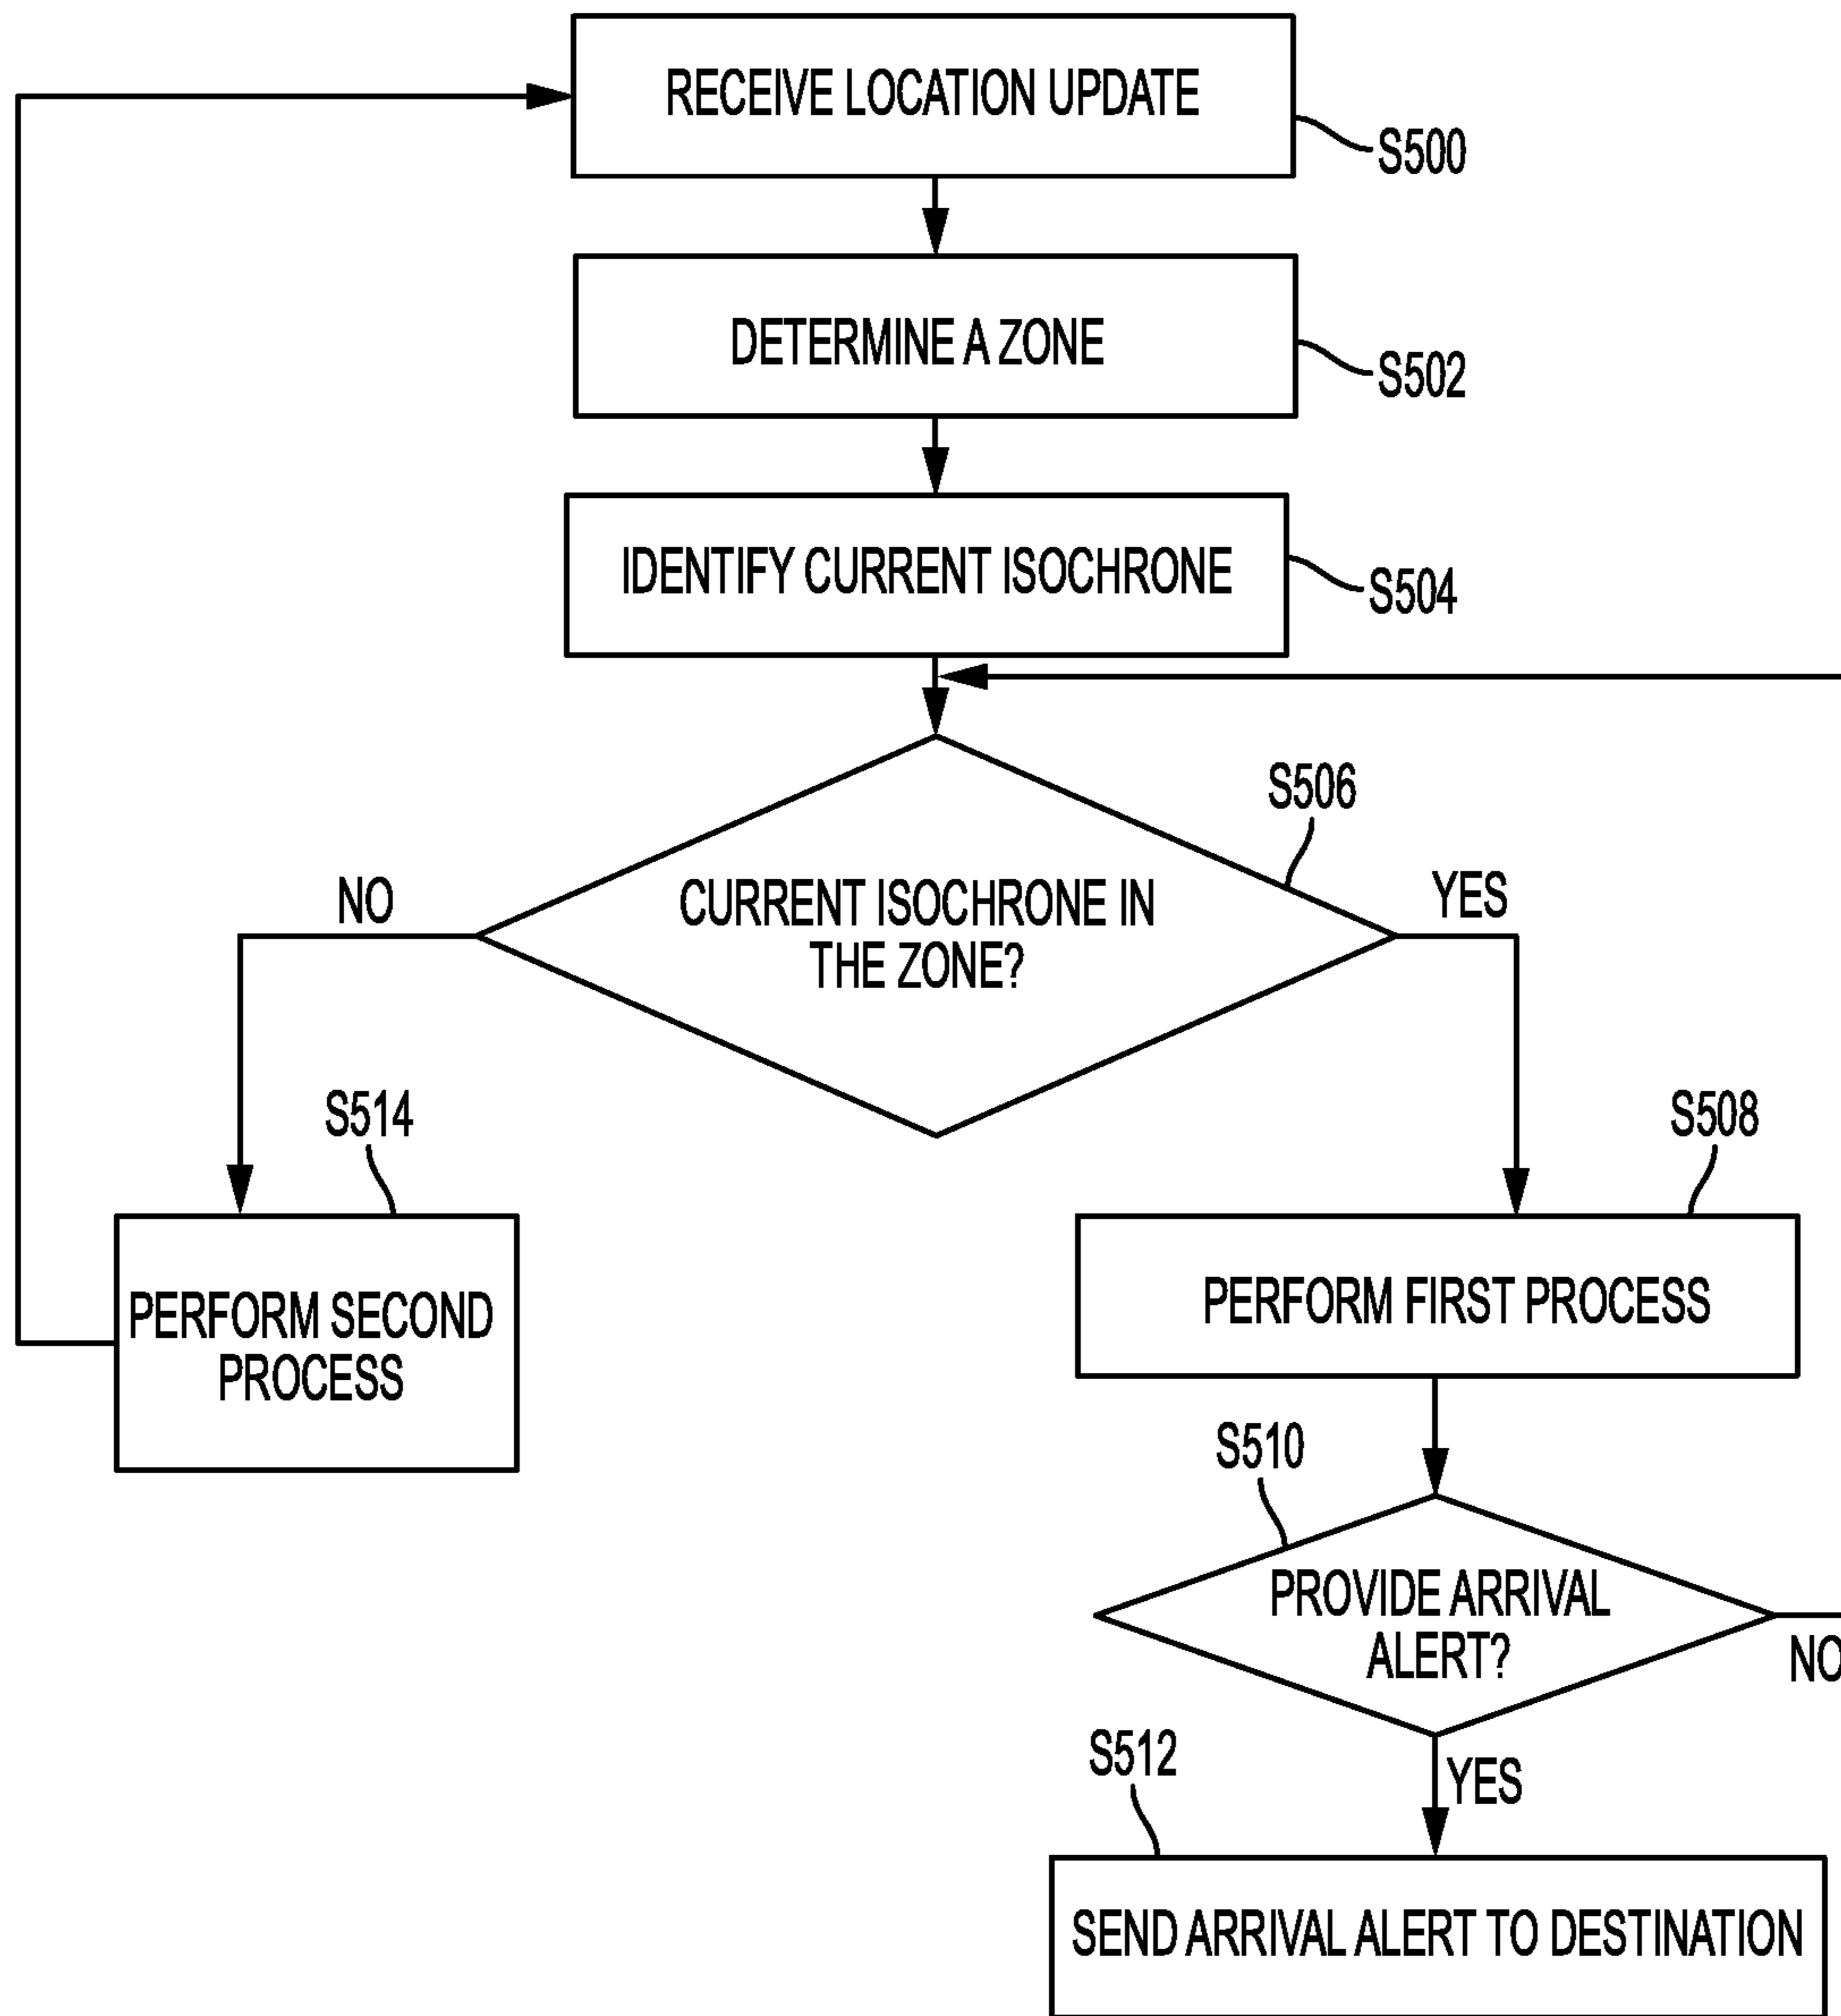 RECEIVE LOCATION UPDATE
S500
DETERMINE A ZONE
S502
IDENTIFY CURRENT ISOCHRONE
S504
S506
NO
CURRENT ISOCHRONE IN
THE ZONE?
YES
S514
S508
PERFORM SECOND
PROCESS
PERFORM FIRST PROCESS
S510
PROVIDE ARRIVAL
ALERT?
NO
S512
YES
SEND ARRIVAL ALERT TO DESTINATION